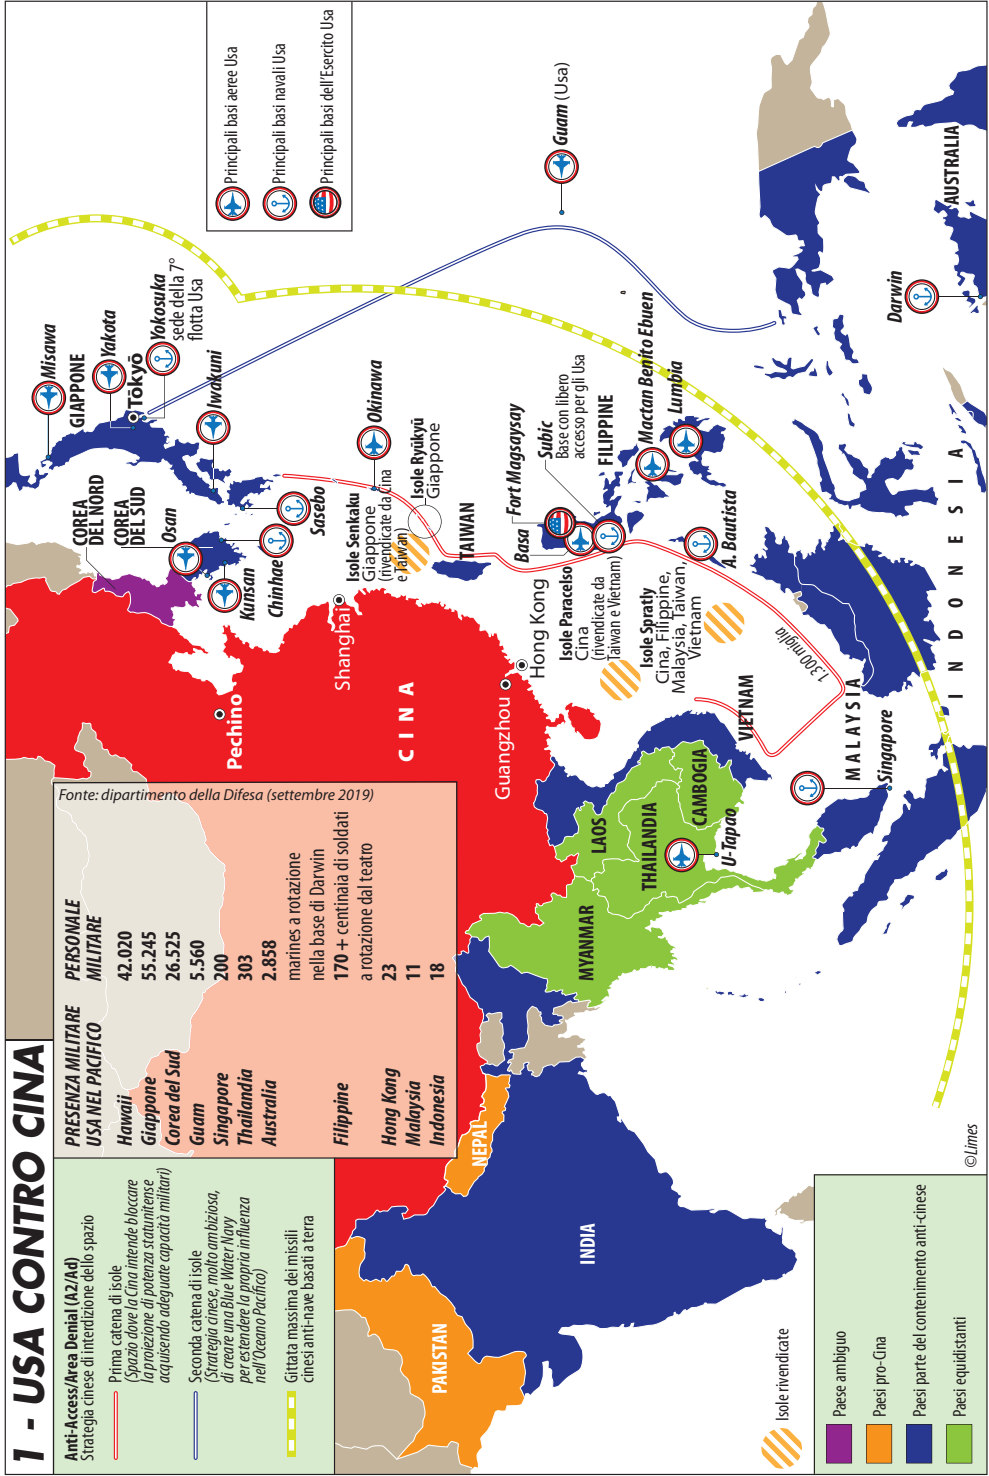 1 - USA CONTRO CINA
Anti-Access/Area Denial (A2/Ad)
Strategia cinese di interdizione dello spazio
Prima catena di isole
(Spazio dove la Cina intende bloccare
la proiezione di potenza statunitense
acquisendo adeguate capacità militari)
Seconda catena di isole
(Strategia cinese, molto ambiziosa,
di creare una Blue Water Navy
per estendere la propria influenza
nell'Oceano Pacifico)
Gittata massima dei missili
cinesi anti-nave basati a terra
PRESENZA MILITARE
USA NEL PACIFICO
PERSONALE
MILITARE
Hawaii 42.020
Giappone 55.245
Corea del Sud 26.525
Guam 5.560
Singapore 200
Thailandia 303
Australia 2.858
marines a rotazione
nella base di Darwin
Filippine 170 + centinaia di soldati
a rotazione dal teatro
Hong Kong 23
Malaysia 11
Indonesia 18
Fonte: dipartimento della Difesa (settembre 2019)
Principali basi aeree Usa
Principali basi navali Usa
Principali basi dell'Esercito Usa
Misawa
GIAPPONE
Yakota
Tōkyō
Yokosuka
sede della 7°
flotta Usa
Iwakuni
COREA
DEL NORD
COREA
DEL SUD
Osan
Kunsan
Chinhae
Sasebo
Okinawa
Isole Ryūkyū
Giappone
Isole Senkaku
Giappone
(rivendicate da Cina
e Taiwan)
TAIWAN
Pechino
Shanghai
CINA
Guangzhou
Hong Kong
Guam (Usa)
Fort Magsaysay
Basa
Subic
Base con libero
accesso per gli Usa
FILIPPINE
Mactan Benito Ebuen
Lumbia
A. Bautista
Isole Paracelso
Cina
(rivendicate da
Taiwan e Vietnam)
Isole Spratly
Cina, Filippine,
Malaysia, Taiwan,
Vietnam
1.300 miglia
VIETNAM
LAOS
CAMBOGIA
THAILANDIA
U-Tapao
MYANMAR
MALAYSIA
Singapore
INDONESIA
Darwin
AUSTRALIA
NEPAL
INDIA
PAKISTAN
Isole rivendicate
Paese ambiguo
Paesi pro-Cina
Paesi parte del contenimento anti-cinese
Paesi equidistanti
©Limes